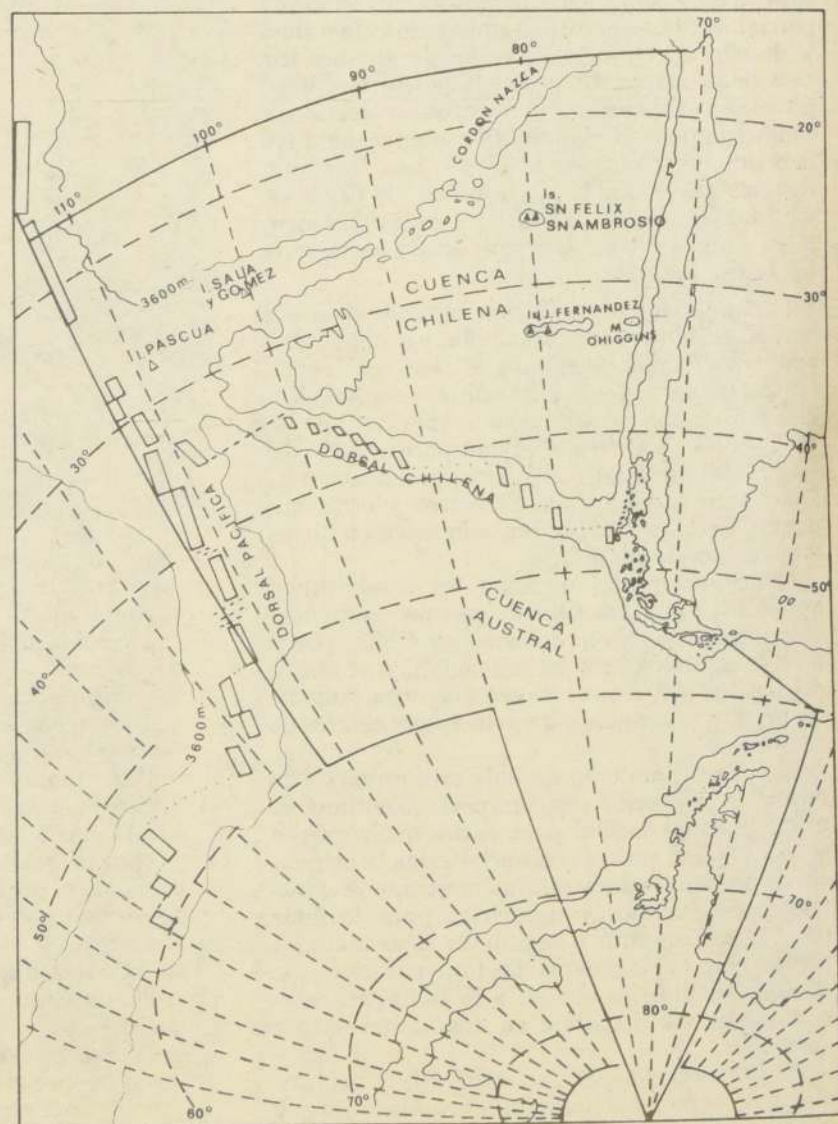 70°
80°
90°
100°
110°
20°
CORDON NAZCA
Is.
SN FELIX
SN AMBROSIO
3600m
I. SALA
y GOMEZ
CUENCA
CHILENA
30°
Is J. FERNANDEZ
M
OHIGGINS
I. PASCUA
30°
40°
DORSAL CHILENA
DORSAL PACIFICA
50°
CUENCA
AUSTRAL
40°
3600m
70°
50°
80°
70°
60°